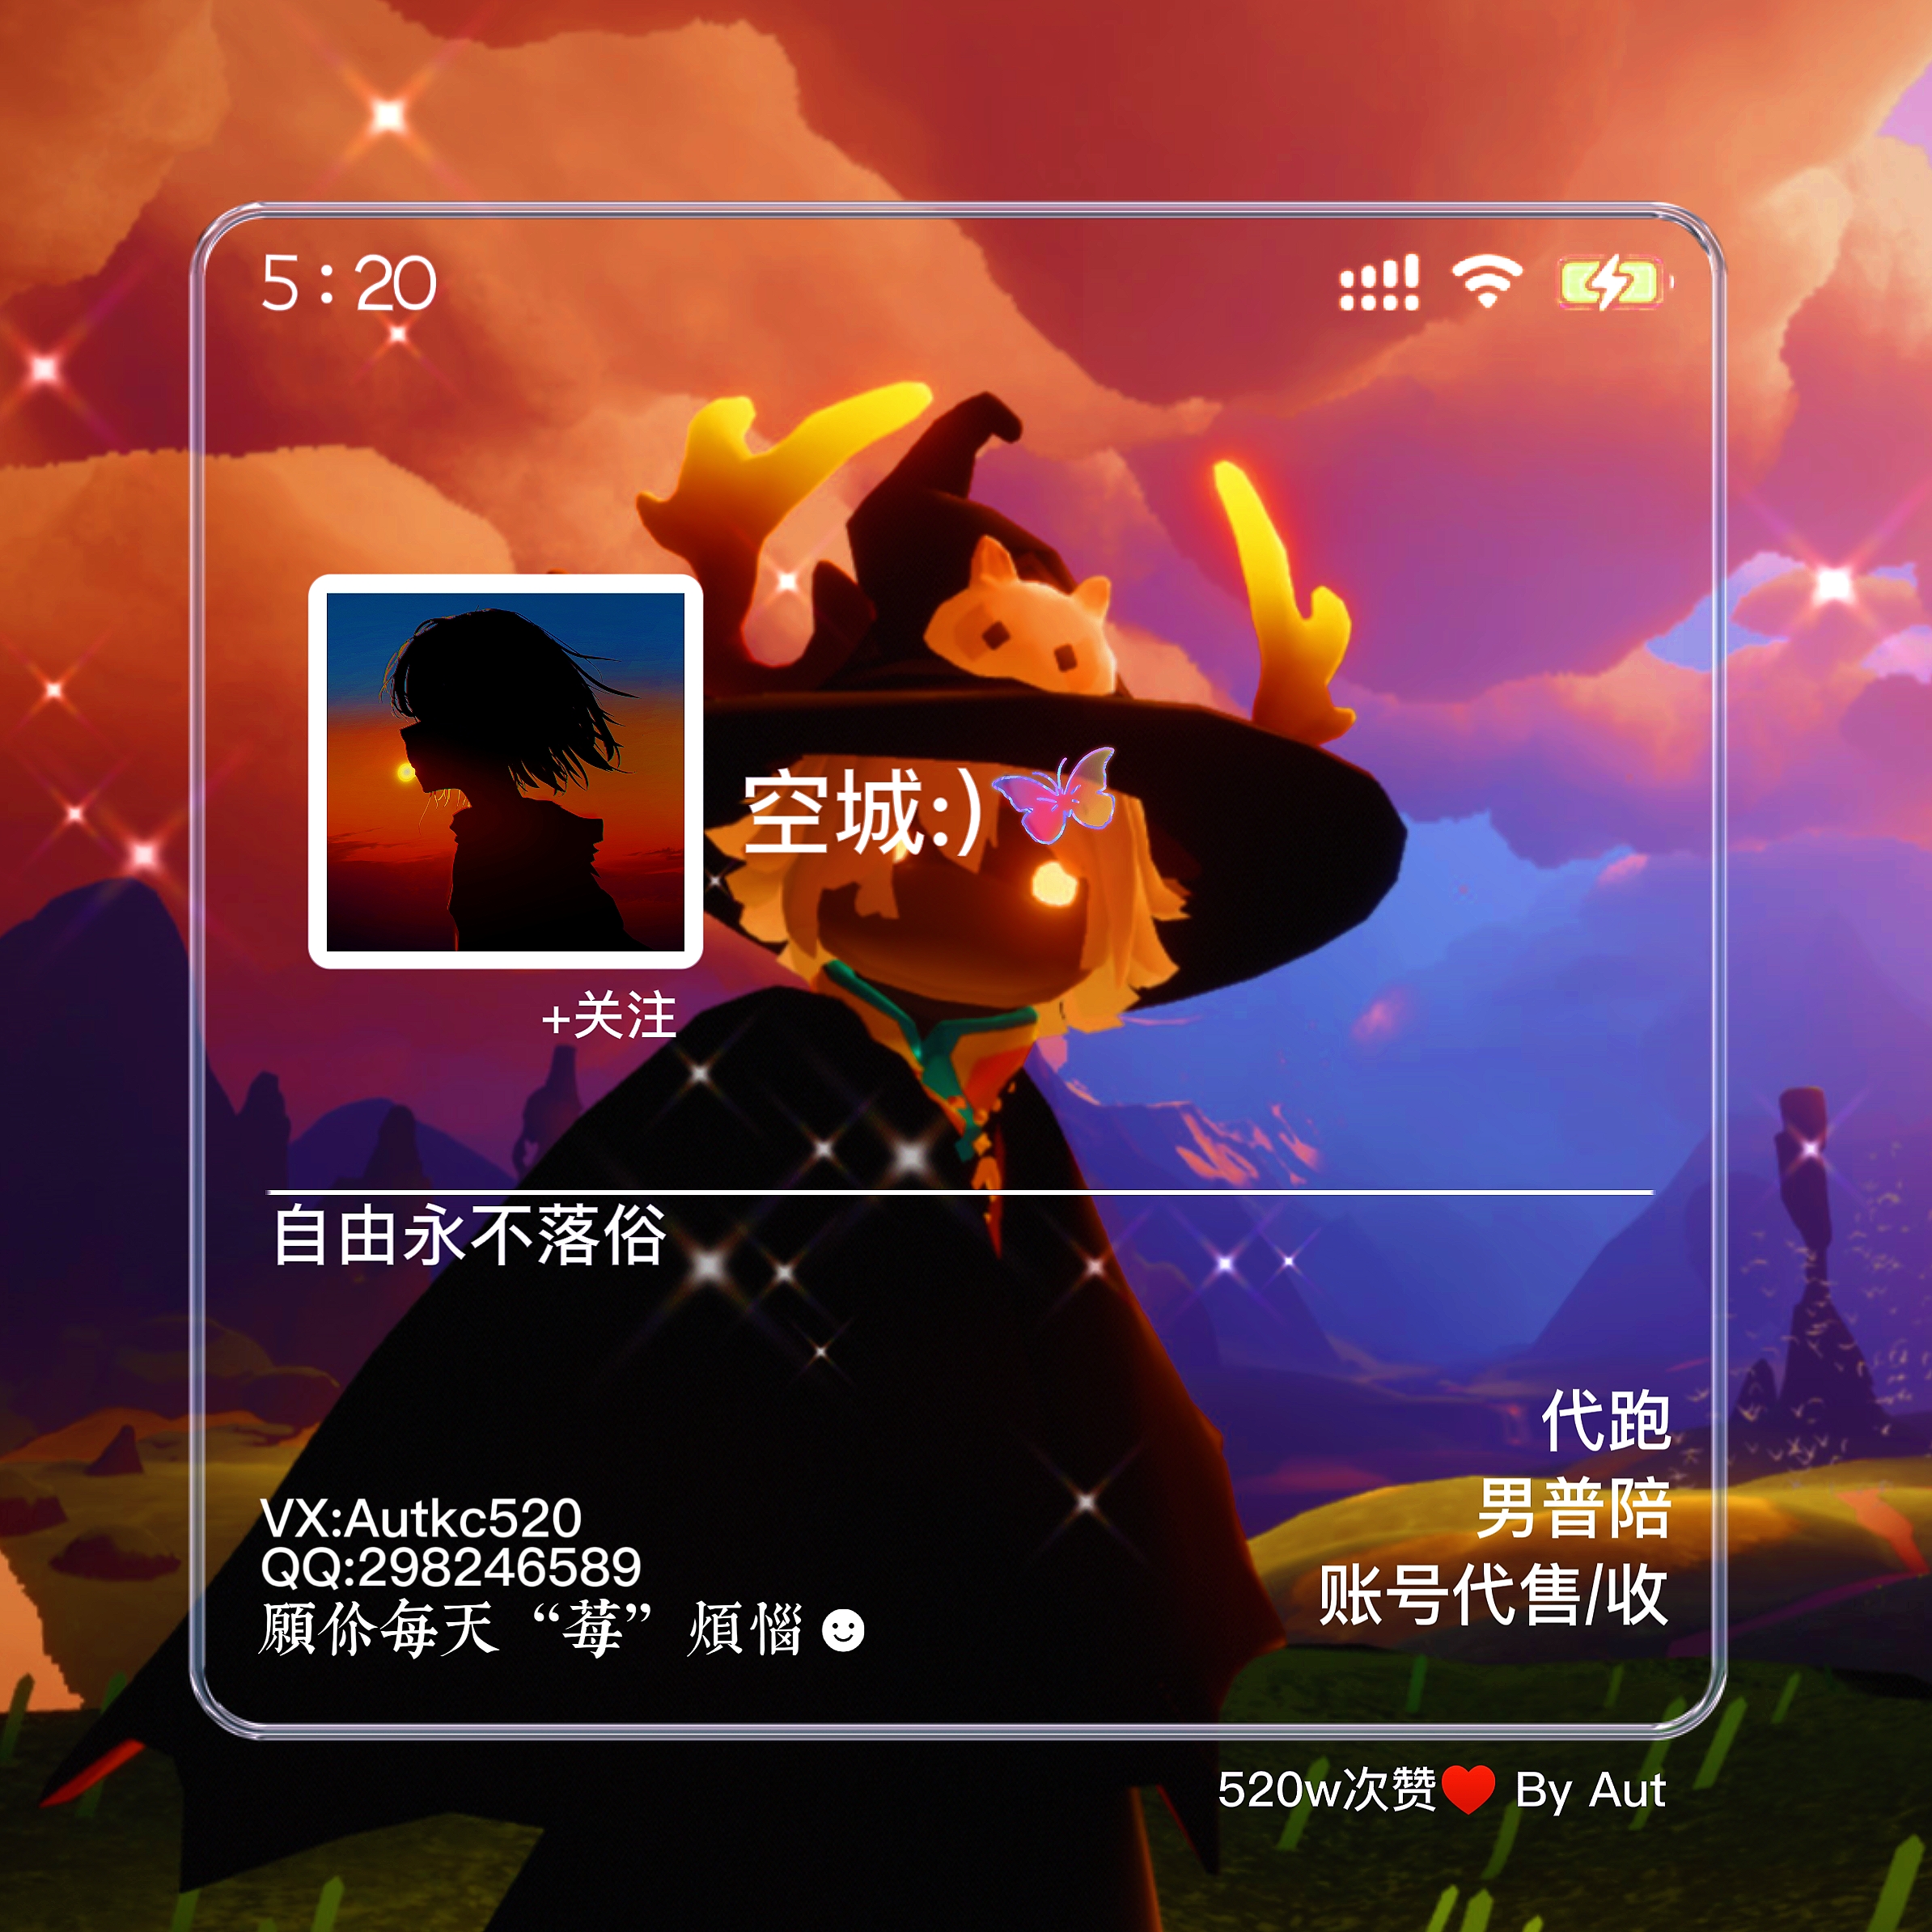 5:20
空城:)
+关注
自由永不落俗
代跑
男普陪
账号代售/收
VX:Autkc520
QQ:298246589
願你每天“莓”煩惱☻
520w次赞❤️ By Aut